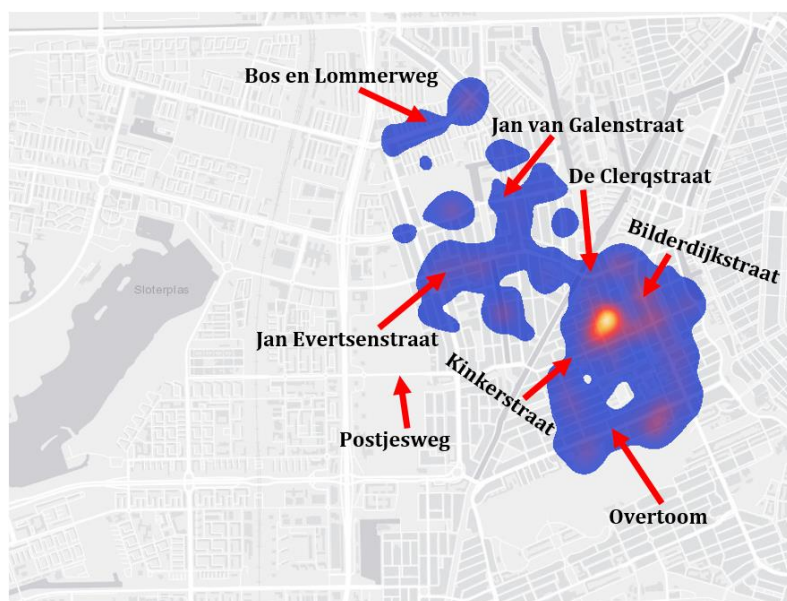 Bos en Lommerweg
Jan van Galenstraat
De Clerqstraat
Bilderdijkstraat
Sloterplas
Jan Evertsenstraat
Kinkerstraat
Postjesweg
Overtoom